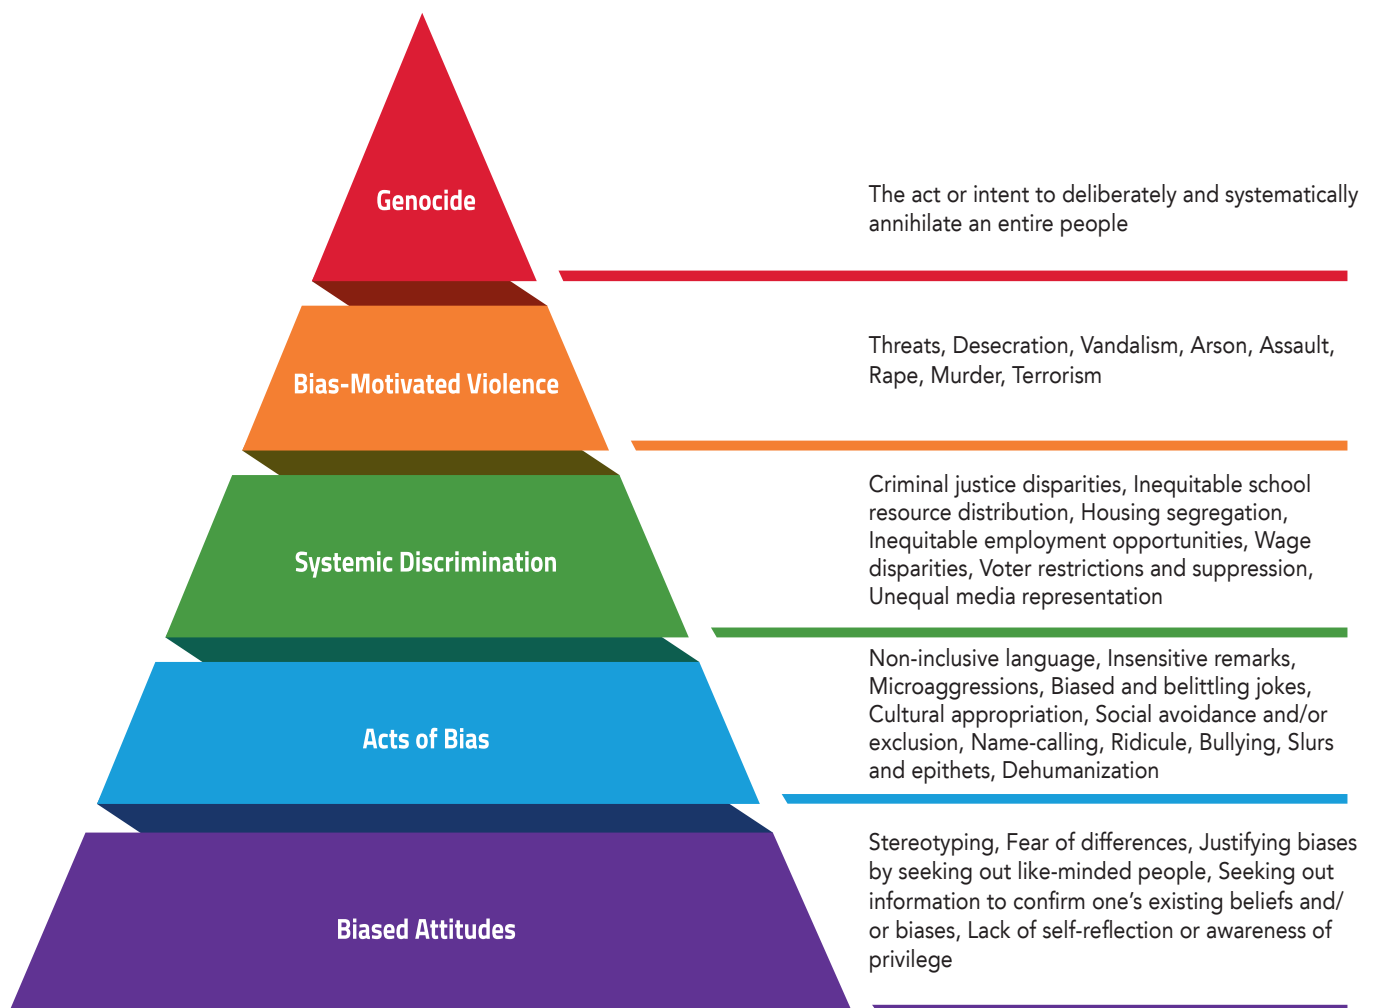 Genocide
The act or intent to deliberately and systematically
annihilate an entire people
Bias-Motivated Violence
Threats, Desecration, Vandalism, Arson, Assault,
Rape, Murder, Terrorism
Systemic Discrimination
Criminal justice disparities, Inequitable school
resource distribution, Housing segregation,
Inequitable employment opportunities, Wage
disparities, Voter restrictions and suppression,
Unequal media representation
Acts of Bias
Non-inclusive language, Insensitive remarks,
Microaggressions, Biased and belittling jokes,
Cultural appropriation, Social avoidance and/or
exclusion, Name-calling, Ridicule, Bullying, Slurs
and epithets, Dehumanization
Biased Attitudes
Stereotyping, Fear of differences, Justifying biases
by seeking out like-minded people, Seeking out
information to confirm one’s existing beliefs and/
or biases, Lack of self-reflection or awareness of
privilege